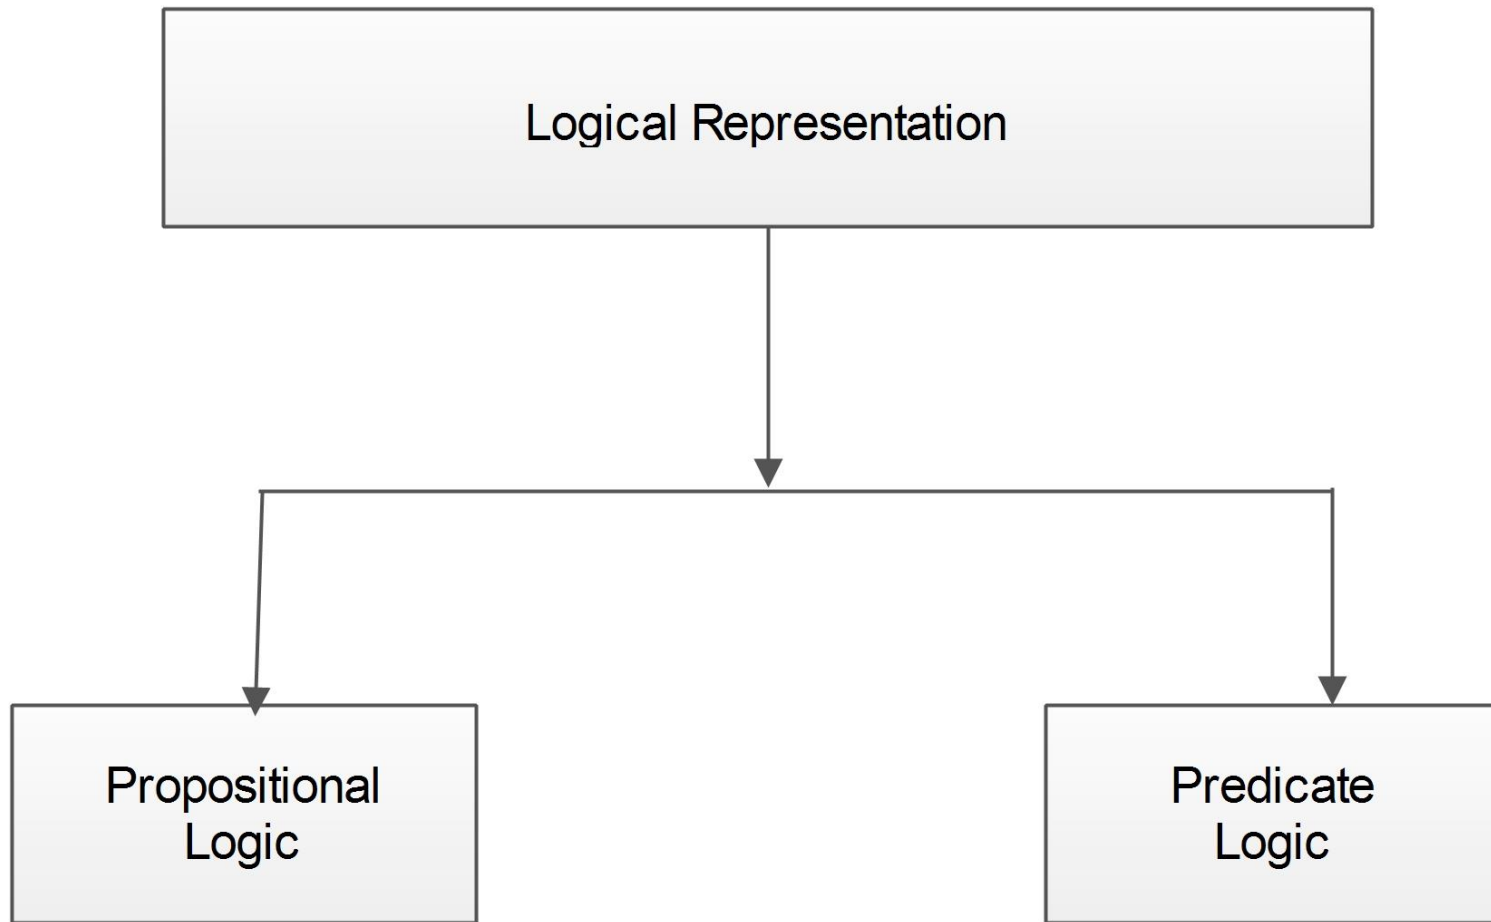 Logical Representation
Propositional
Logic
Predicate
Logic